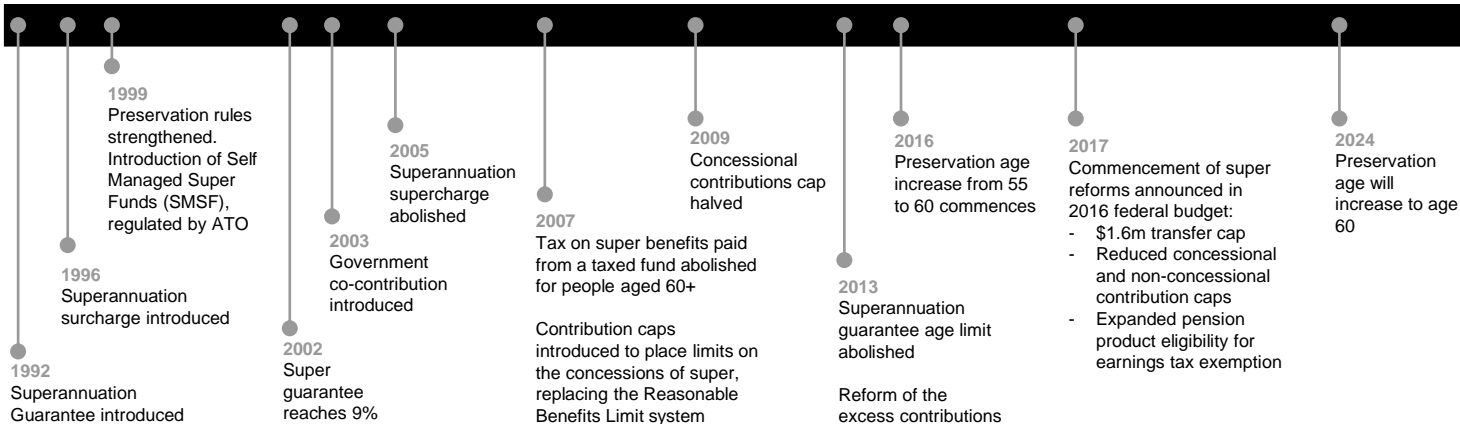 1992
Superannuation
Guarantee introduced
1996
Superannuation
surcharge introduced
1999
Preservation rules
strengthened.
Introduction of Self
Managed Super
Funds (SMSF),
regulated by ATO
2002
Super
guarantee
reaches 9%
2003
Government
co-contribution
introduced
2005
Superannuation
supercharge
abolished
2007
Tax on super benefits paid
from a taxed fund abolished
for people aged 60+
Contribution caps
introduced to place limits on
the concessions of super,
replacing the Reasonable
Benefits Limit system
2009
Concessional
contributions cap
halved
2013
Superannuation
guarantee age limit
abolished
Reform of the
excess contributions
2016
Preservation age
increase from 55
to 60 commences
2017
Commencement of super
reforms announced in
2016 federal budget:
- $1.6m transfer cap
- Reduced concessional
and non-concessional
contribution caps
- Expanded pension
product eligibility for
earnings tax exemption
2024
Preservation
age will
increase to age
60